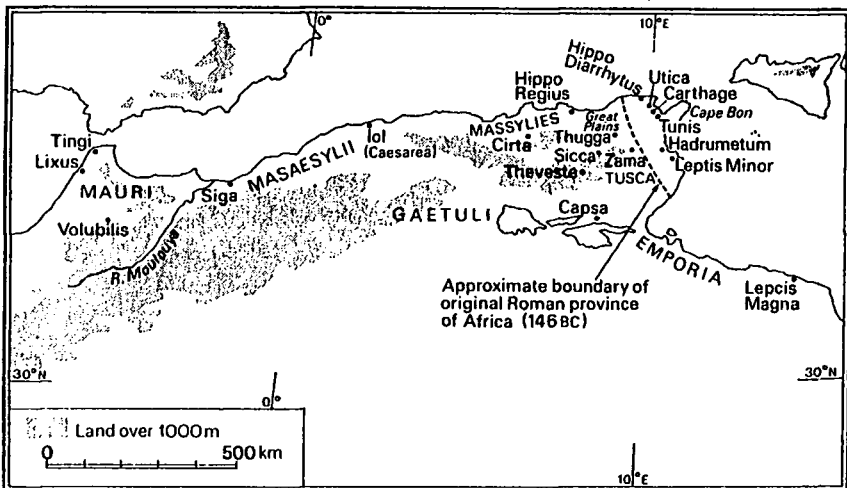 0°
10°E
Hippo
Diarrhytus
Utica
Carthage
Cape Bon
Hippo
Regius
Great
Plains
Tunis
Hadrumetum
MASSYLIES
Thugga
Cirta
Iol
(Caesarea)
Tingi
Lixus
Sicca
Zama
Leptis Minor
MASAESYLII
Theveste
TUSCA
MAURI
Siga
GAETULI
Capsa
Volubilis
R. Moulouya
EMPORIA
Approximate boundary of
original Roman province
of Africa (146 BC)
Lepcis
Magna
30°N
30°N
0°
Land over 1000m
0
500 km
10°E